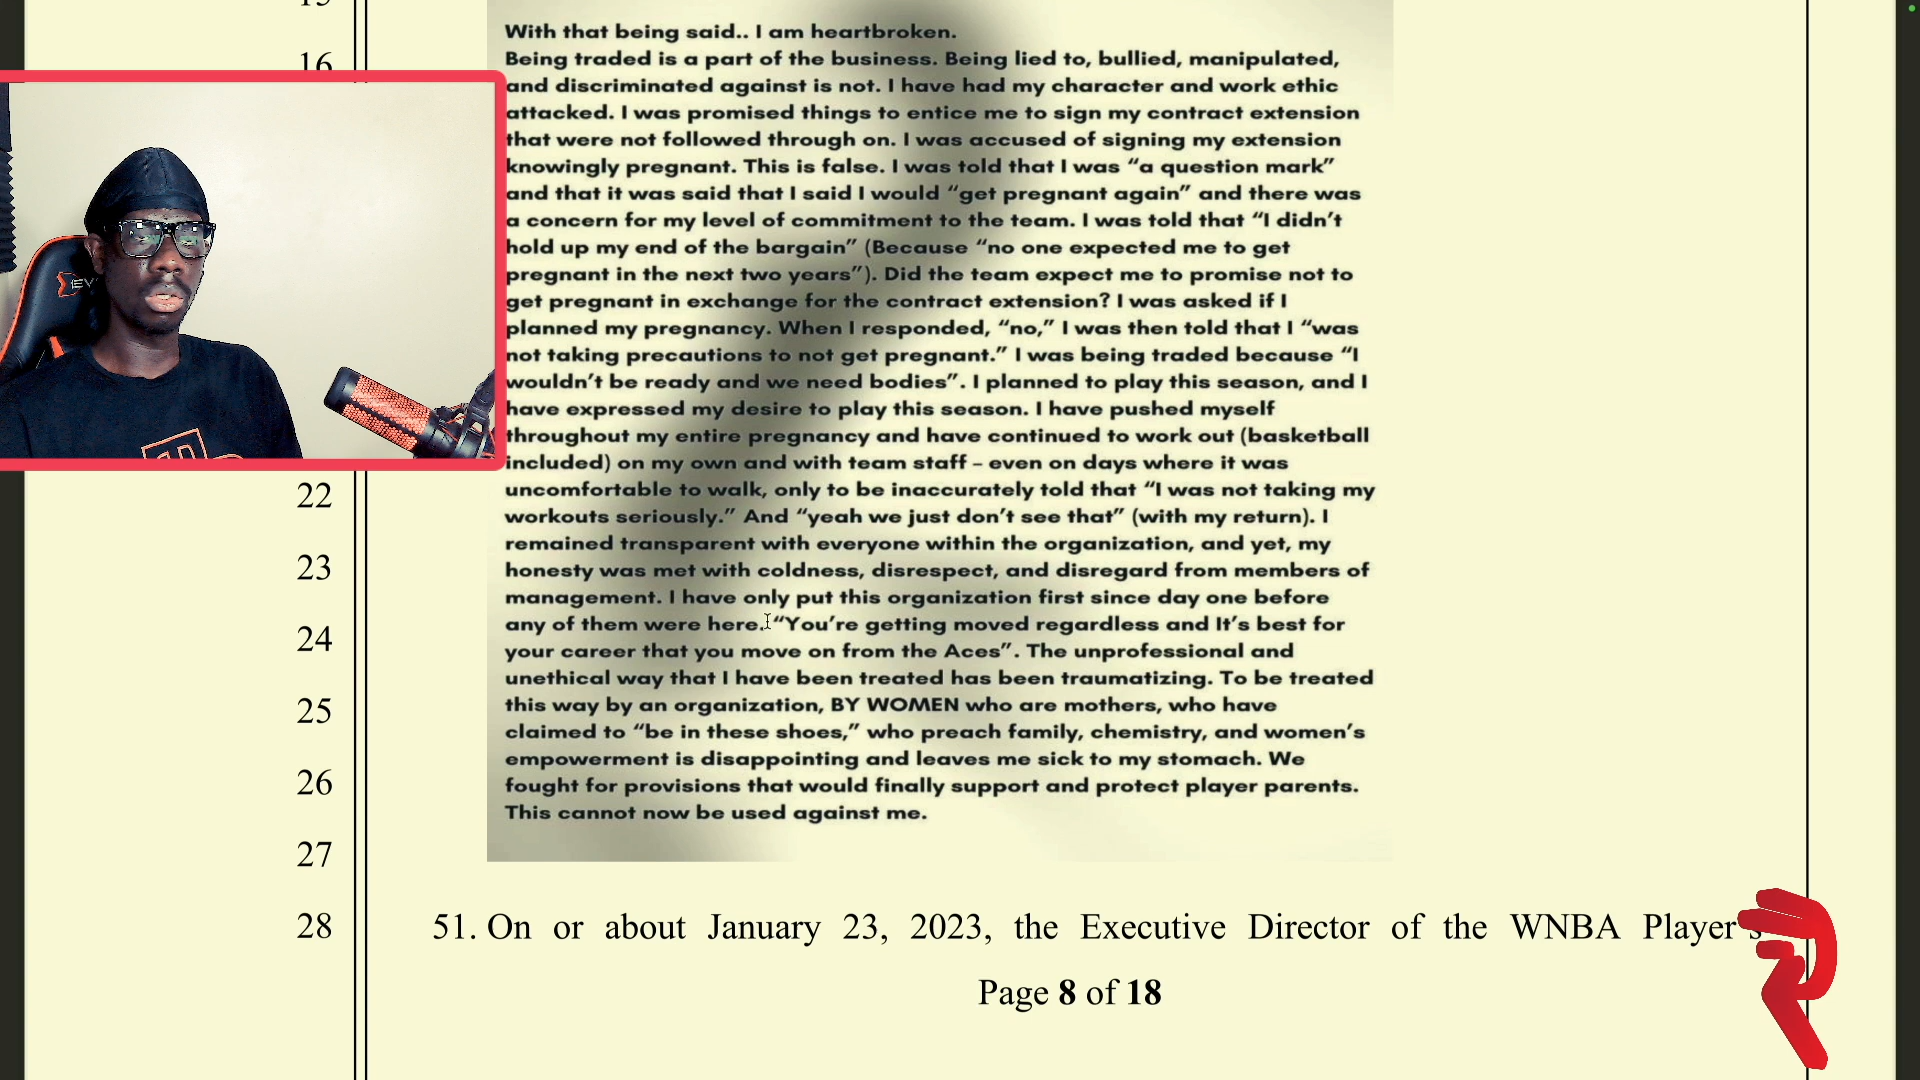 With that being said.. I am heartbroken.
16
Being traded is a part of the business. Being lied to, bullied, manipulated,
and discriminated against is not. I have had my character and work ethic
attacked. I was promised things to entice me to sign my contract extension
that were not followed through on. I was accused of signing my extension
knowingly pregnant. This is false. I was told that I was “a question mark”
and that it was said that I said I would “get pregnant again” and there was
a concern for my level of commitment to the team. I was told that “I didn’t
hold up my end of the bargain” (Because “no one expected me to get
pregnant in the next two years”). Did the team expect me to promise not to
get pregnant in exchange for the contract extension? I was asked if I
planned my pregnancy. When I responded, “no,” I was then told that I “was
not taking precautions to not get pregnant.” I was being traded because “I
wouldn’t be ready and we need bodies”. I planned to play this season, and I
have expressed my desire to play this season. I have pushed myself
throughout my entire pregnancy and have continued to work out (basketball
included) on my own and with team staff – even on days where it was
uncomfortable to walk, only to be inaccurately told that “I was not taking my
22
workouts seriously.” And “yeah we just don’t see that” (with my return). I
remained transparent with everyone within the organization, and yet, my
23
honesty was met with coldness, disrespect, and disregard from members of
management. I have only put this organization first since day one before
any of them were here. “You’re getting moved regardless and It’s best for
24
your career that you move on from the Aces”. The unprofessional and
unethical way that I have been treated has been traumatizing. To be treated
25
this way by an organization, BY WOMEN who are mothers, who have
claimed to “be in these shoes,” who preach family, chemistry, and women’s
empowerment is disappointing and leaves me sick to my stomach. We
26
fought for provisions that would finally support and protect player parents.
This cannot now be used against me.
27
28
51. On or about January 23, 2023, the Executive Director of the WNBA Player's
Page 8 of 18